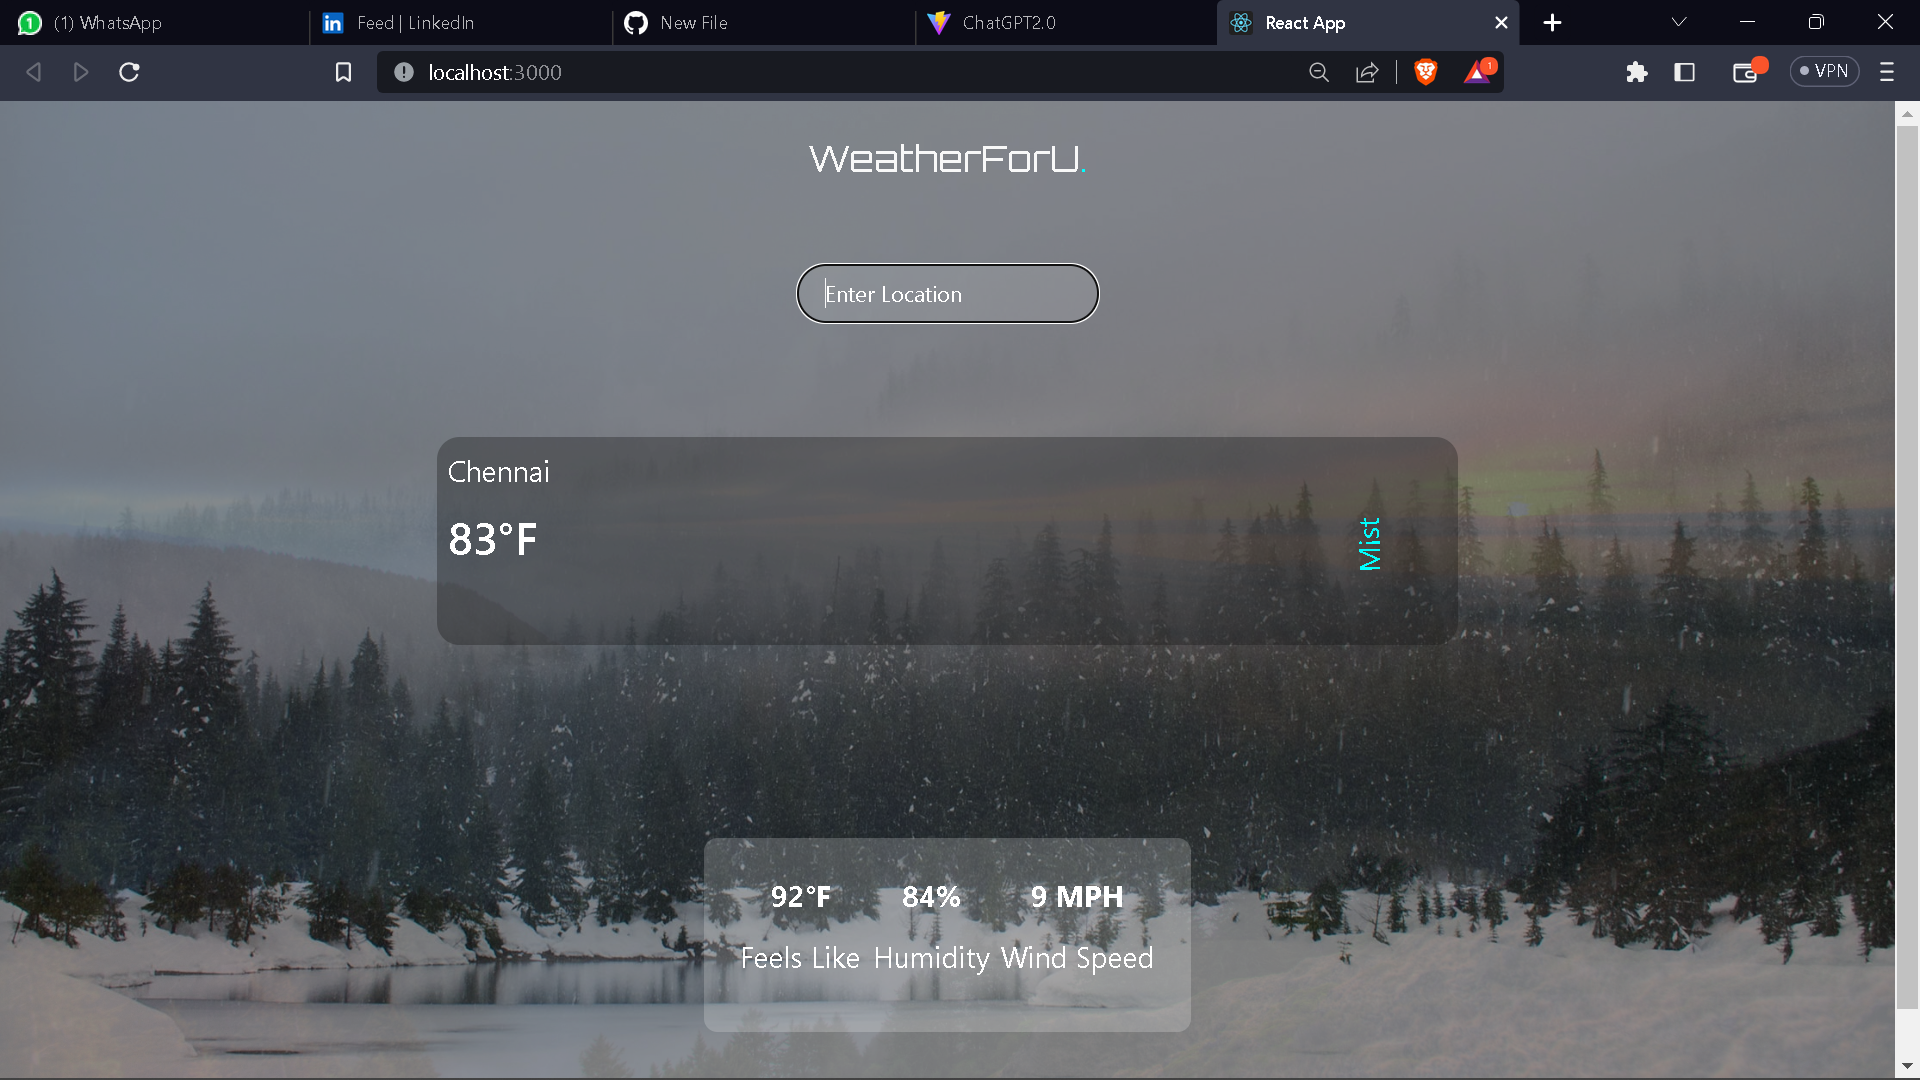 (1) WhatsApp
Feed | LinkedIn
New File
ChatGPT2.0
React App
localhost:3000
1
VPN
WeatherForU.
Enter Location
Chennai
83°F
Mist
92°F 84% 9 MPH
Feels Like Humidity Wind Speed